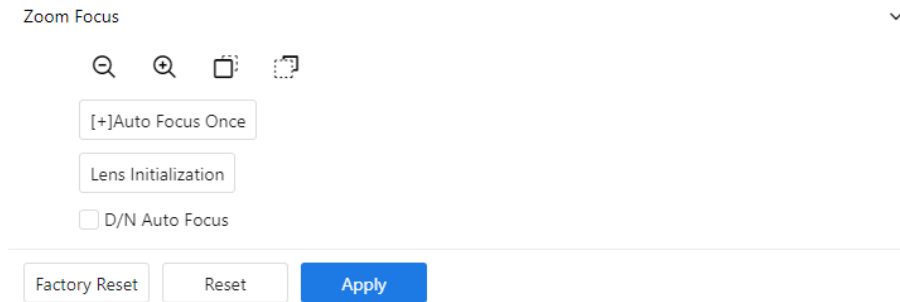 Zoom Focus
[+]Auto Focus Once
Lens Initialization
D/N Auto Focus
Factory Reset Reset Apply